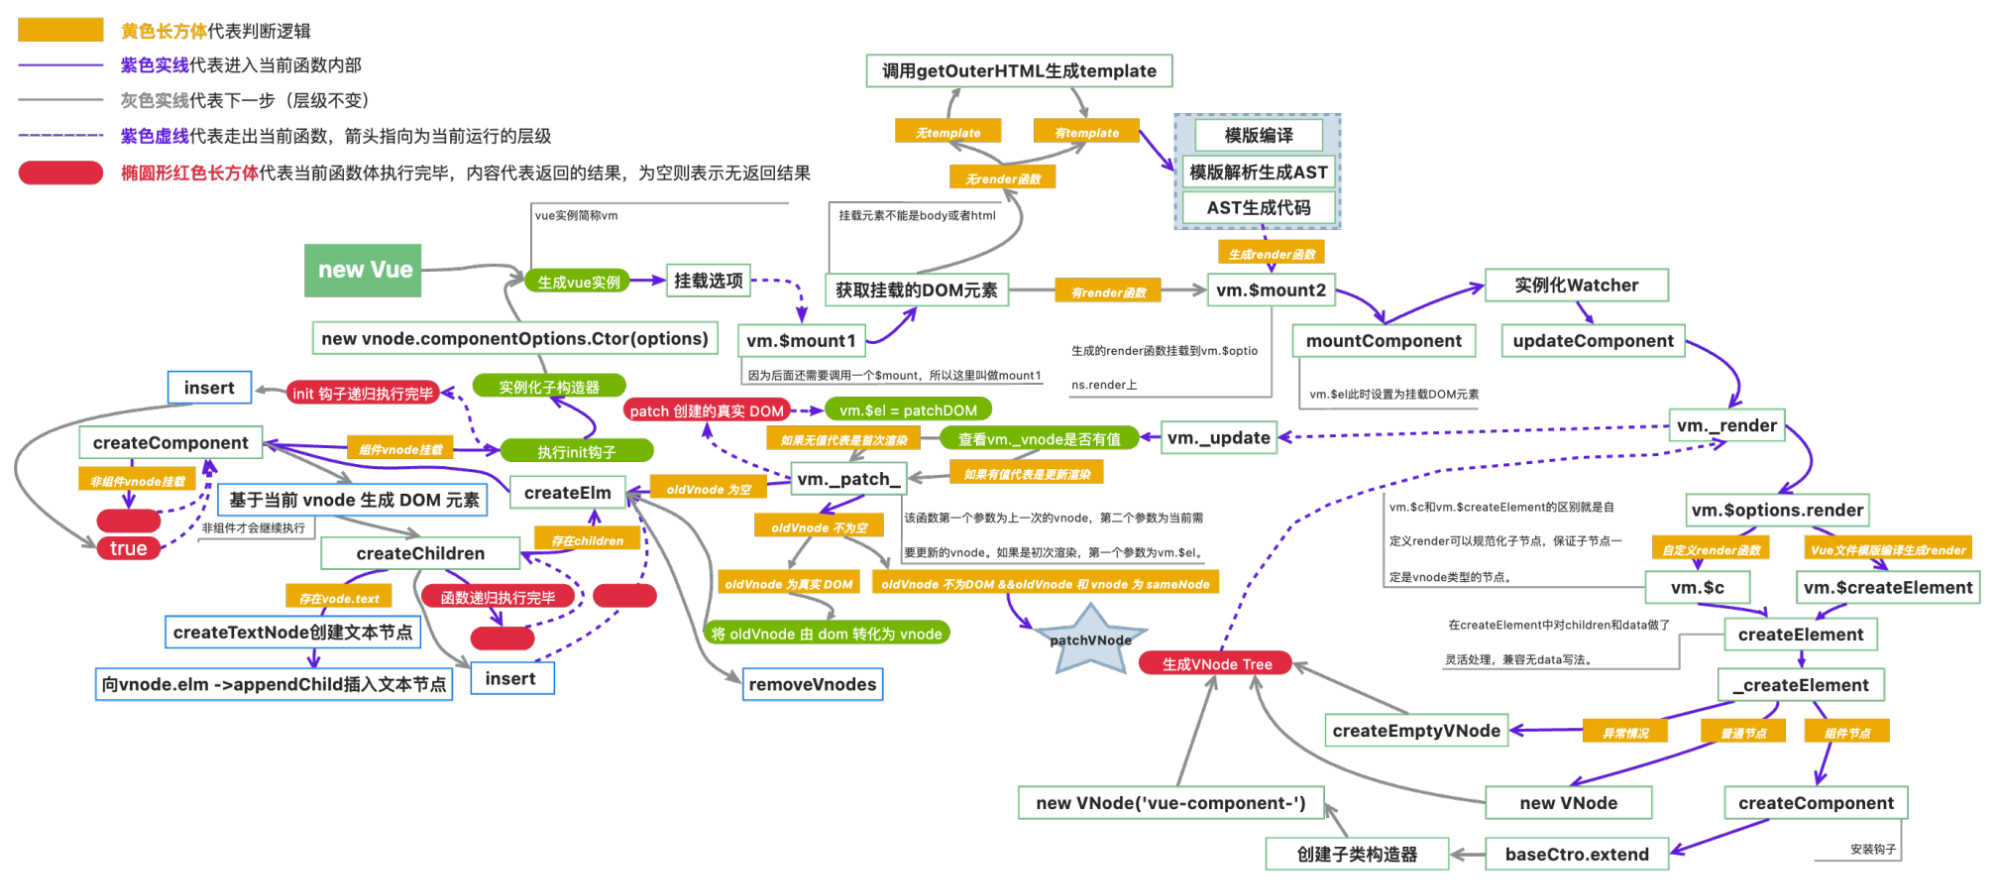 黄色长方体代表判断逻辑
紫色实线代表进入当前函数内部
灰色实线代表下一步（层级不变）
紫色虚线代表走出当前函数，箭头指向为当前运行的层级
椭圆形红色长方体代表当前函数体执行完毕，内容代表返回的结果，为空则表示无返回结果
调用getOuterHTML生成template
无template
有template
无render函数
模版编译
模版解析生成AST
AST生成代码
生成render函数
vue实例简称vm
挂载元素不能是body或者html
new Vue
生成vue实例
挂载选项
获取挂载的DOM元素
有render函数
vm.$mount2
实例化Watcher
new vnode.componentOptions.Ctor(options)
vm.$mount1
因为后面还需要调用一个$mount，所以这里叫做mount1
生成的render函数挂载到vm.$optio
ns.render上
mountComponent
vm.$el此时设置为挂载DOM元素
updateComponent
insert
init 钩子递归执行完毕
实例化子构造器
patch 创建的真实 DOM
vm.$el = patchDOM
createComponent
组件vnode挂载
执行init钩子
如果无值代表是首次渲染
查看vm._vnode是否有值
vm._update
vm._render
非组件vnode挂载
如果有值代表是更新渲染
基于当前 vnode 生成 DOM 元素
createElm
oldVnode 为空
vm._patch_
非组件才会继续执行
true
oldVnode 不为空
该函数第一个参数为上一次的vnode，第二个参数为当前需
要更新的vnode。如果是初次渲染，第一个参数为vm.$el。
vm.$c和vm.$createElement的区别就是自
定义render可以规范化子节点，保证子节点一
定是vnode类型的节点。
vm.$options.render
自定义render函数
Vue文件模版编译生成render
createChildren
存在children
oldVnode 为真实 DOM
oldVnode 不为DOM &&oldVnode 和 vnode 为 sameNode
vm.$c
vm.$createElement
存在vode.text
函数递归执行完毕
createTextNode创建文本节点
将 oldVnode 由 dom 转化为 vnode
patchVNode
在createElement中对children和data做了
灵活处理，兼容无data写法。
createElement
生成VNode Tree
向vnode.elm ->appendChild插入文本节点
insert
removeVnodes
_createElement
createEmptyVNode
异常情况
普通节点
组件节点
new VNode('vue-component-')
new VNode
createComponent
安装钩子
创建子类构造器
baseCtro.extend